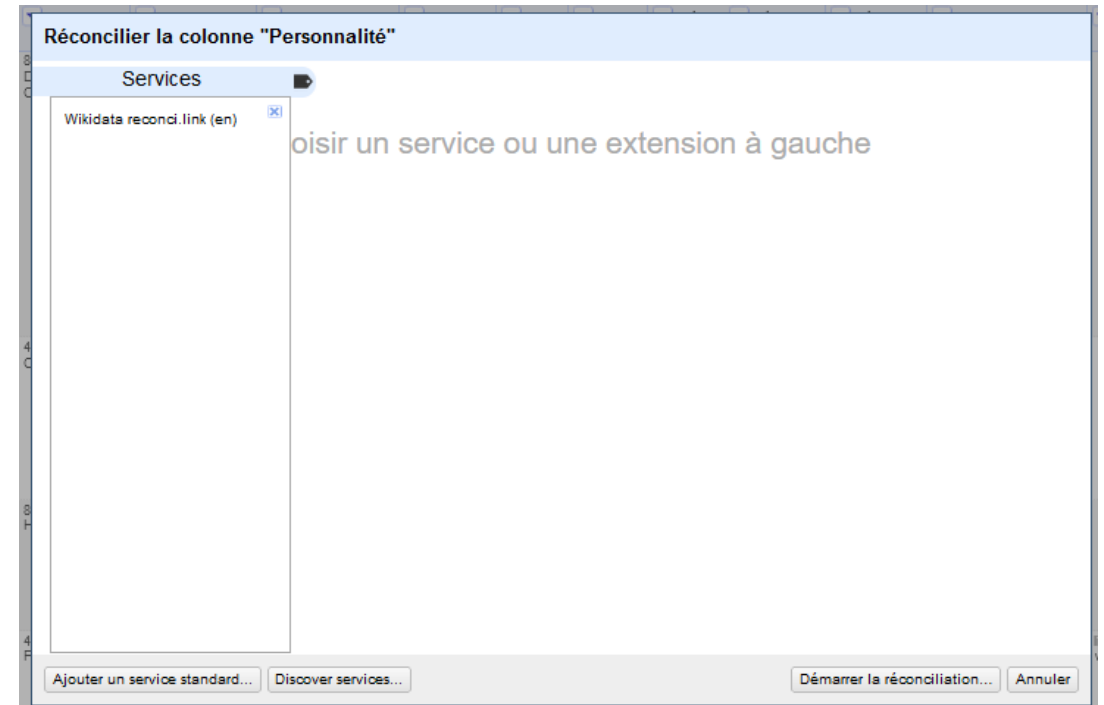 Réconcilier la colonne "Personnalité"
Services
Wikidata reconci.link (en)
oisir un service ou une extension à gauche
Ajouter un service standard...
Discover services...
Démarrer la réconciliation...
Annuler